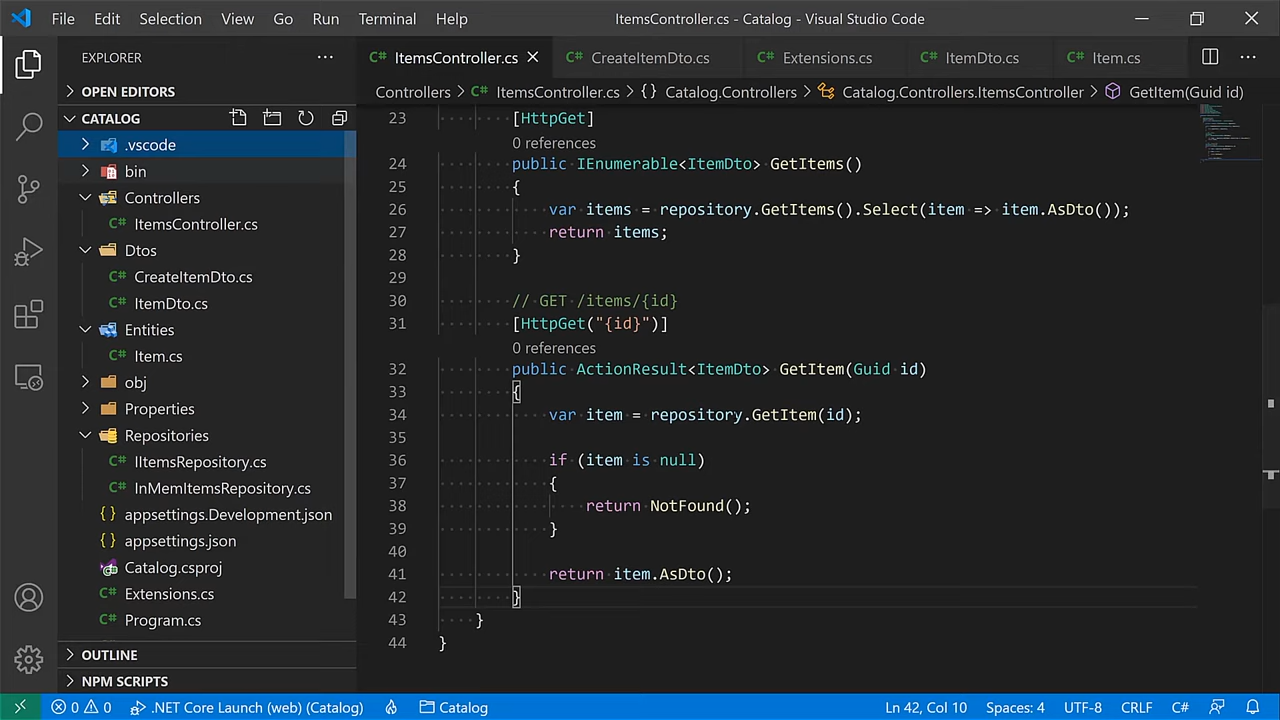 File Edit Selection View Go Run Terminal Help ItemsController.cs - Catalog - Visual Studio Code
EXPLORER
OPEN EDITORS
CATALOG
.vscode
bin
Controllers
C# ItemsController.cs
Dtos
C# CreateItemDto.cs
C# ItemDto.cs
Entities
C# Item.cs
obj
Properties
Repositories
C# IItemsRepository.cs
C# InMemItemsRepository.cs
{} appsettings.Development.json
{} appsettings.json
Catalog.csproj
C# Extensions.cs
C# Program.cs
OUTLINE
NPM SCRIPTS
C# ItemsController.cs C# CreateItemDto.cs C# Extensions.cs C# ItemDto.cs C# Item.cs
Controllers > C# ItemsController.cs > {} Catalog.Controllers > Catalog.Controllers.ItemsController > GetItem(Guid id)
23 [HttpGet]
0 references
24 public IEnumerable<ItemDto> GetItems()
25 {
26 var items = repository.GetItems().Select(item => item.AsDto());
27 return items;
28 }
29
30 // GET /items/{id}
31 [HttpGet("{id}")]
0 references
32 public ActionResult<ItemDto> GetItem(Guid id)
33 {
34 var item = repository.GetItem(id);
35
36 if (item is null)
37 {
38 return NotFound();
39 }
40
41 return item.AsDto();
42 }
43 }
44 }
0 0 .NET Core Launch (web) (Catalog) Catalog Ln 42, Col 10 Spaces: 4 UTF-8 CRLF C#